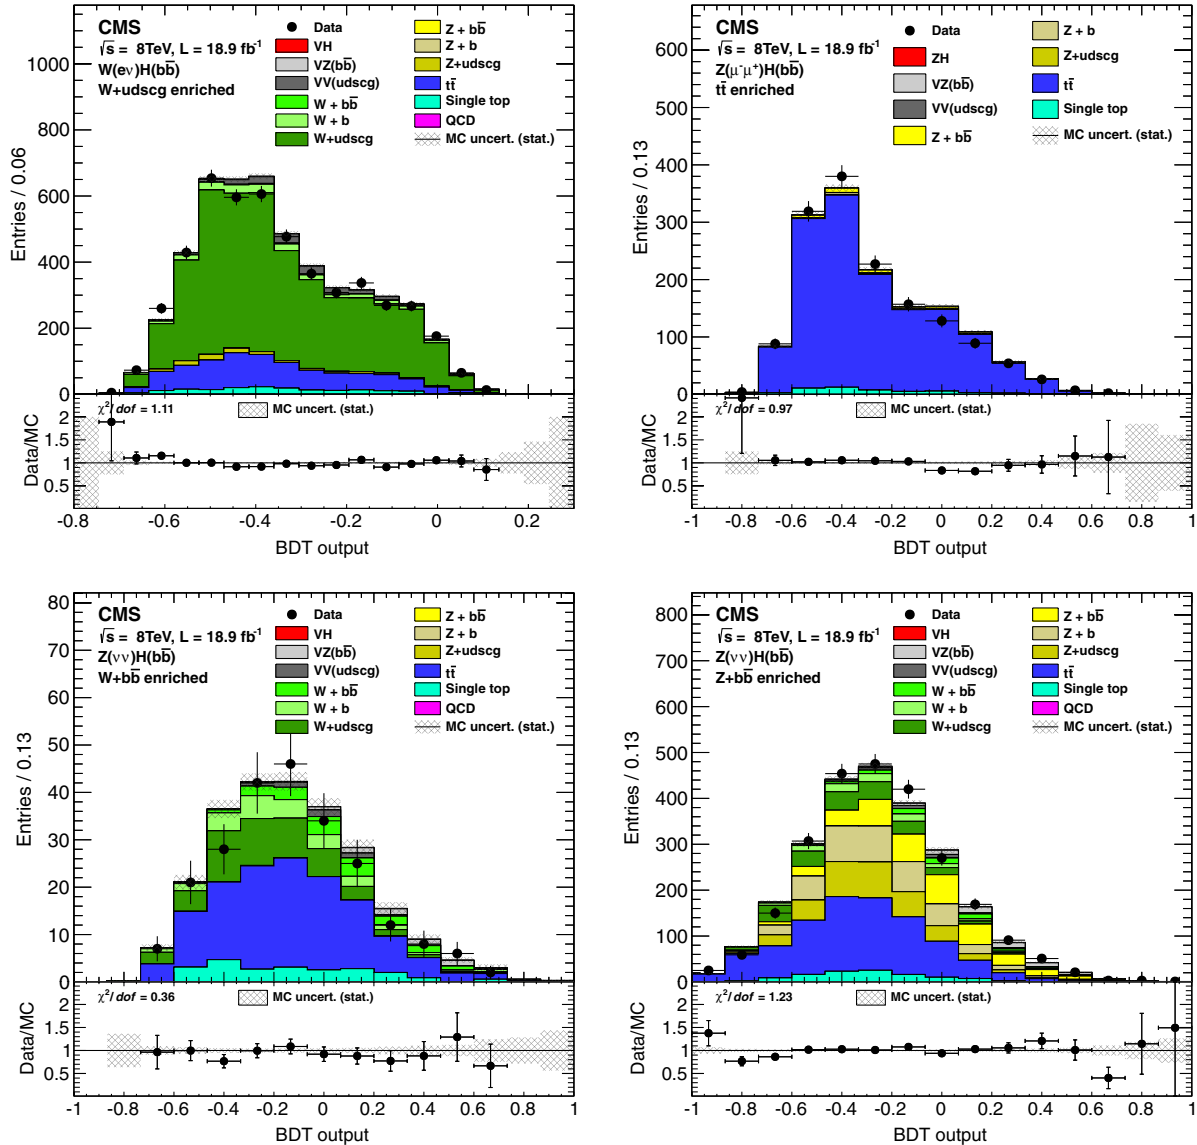 CMS
√s = 8TeV, L = 18.9 fb⁻¹
W(eν)H(bb̅)
W+udscg enriched
Data
VH
VZ(bb̅)
VV(udscg)
W + bb̅
W + b
W+udscg
Z + bb̅
Z + b
Z+udscg
tt̅
Single top
QCD
MC uncert. (stat.)
Entries / 0.06
1000
800
600
400
200
0
χ²/dof = 1.11
MC uncert. (stat.)
Data/MC
2
1.5
1
0.5
-0.8 -0.6 -0.4 -0.2 0 0.2
BDT output
CMS
√s = 8TeV, L = 18.9 fb⁻¹
Z(μ⁻μ⁺)H(bb̅)
tt̅ enriched
Data
ZH
VZ(bb̅)
VV(udscg)
Z + bb̅
Z + b
Z+udscg
tt̅
Single top
MC uncert. (stat.)
Entries / 0.13
600
500
400
300
200
100
0
χ²/dof = 0.97
MC uncert. (stat.)
Data/MC
2
1.5
1
0.5
-1 -0.8 -0.6 -0.4 -0.2 0 0.2 0.4 0.6 0.8 1
BDT output
CMS
√s = 8TeV, L = 18.9 fb⁻¹
Z(νν)H(bb̅)
W+bb̅ enriched
Data
VH
VZ(bb̅)
VV(udscg)
W + bb̅
W + b
W+udscg
Z + bb̅
Z + b
Z+udscg
tt̅
Single top
QCD
MC uncert. (stat.)
Entries / 0.13
80
70
60
50
40
30
20
10
0
χ²/dof = 0.36
MC uncert. (stat.)
Data/MC
2
1.5
1
0.5
-1 -0.8 -0.6 -0.4 -0.2 0 0.2 0.4 0.6 0.8 1
BDT output
CMS
√s = 8TeV, L = 18.9 fb⁻¹
Z(νν)H(bb̅)
Z+bb̅ enriched
Data
VH
VZ(bb̅)
VV(udscg)
W + bb̅
W + b
W+udscg
Z + bb̅
Z + b
Z+udscg
tt̅
Single top
QCD
MC uncert. (stat.)
Entries / 0.13
800
700
600
500
400
300
200
100
0
χ²/dof = 1.23
MC uncert. (stat.)
Data/MC
2
1.5
1
0.5
-1 -0.8 -0.6 -0.4 -0.2 0 0.2 0.4 0.6 0.8 1
BDT output